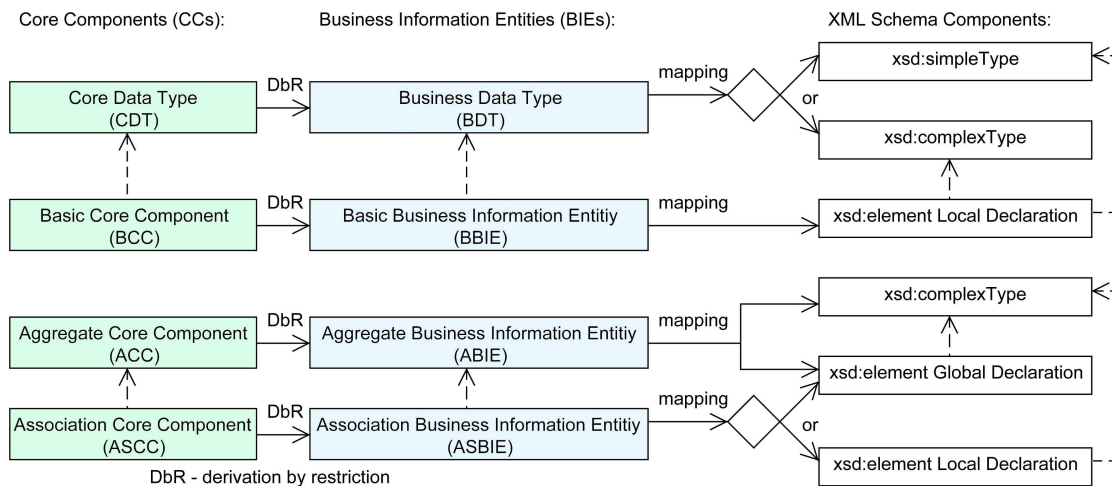 Core Components (CCs):
Business Information Entities (BIEs):
XML Schema Components:
Core Data Type
(CDT)
DbR
Business Data Type
(BDT)
mapping
or
xsd:simpleType
xsd:complexType
Basic Core Component
(BCC)
DbR
Basic Business Information Entitiy
(BBIE)
mapping
xsd:element Local Declaration
Aggregate Core Component
(ACC)
DbR
Aggregate Business Information Entitiy
(ABIE)
mapping
xsd:complexType
xsd:element Global Declaration
Association Core Component
(ASCC)
DbR
Association Business Information Entitiy
(ASBIE)
mapping
or
xsd:element Local Declaration
DbR - derivation by restriction